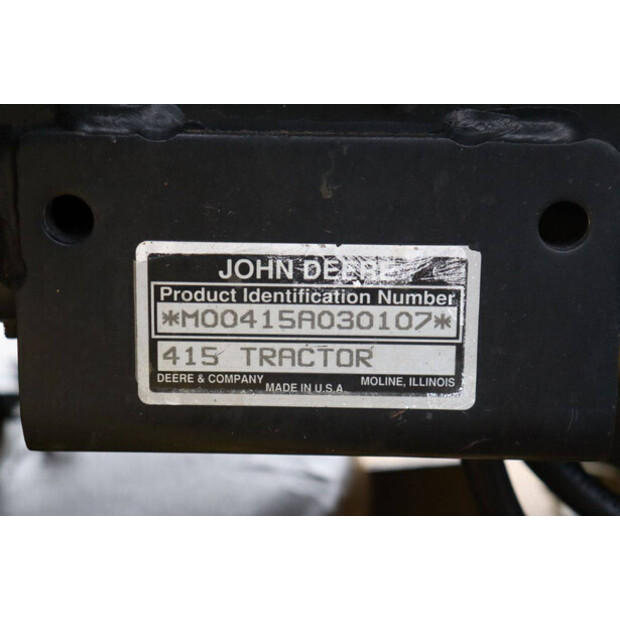 JOHN DEERE
Product Identification Number
*M00415A030107*
415 TRACTOR
DEERE & COMPANY MOLINE, ILLINOIS
MADE IN U.S.A